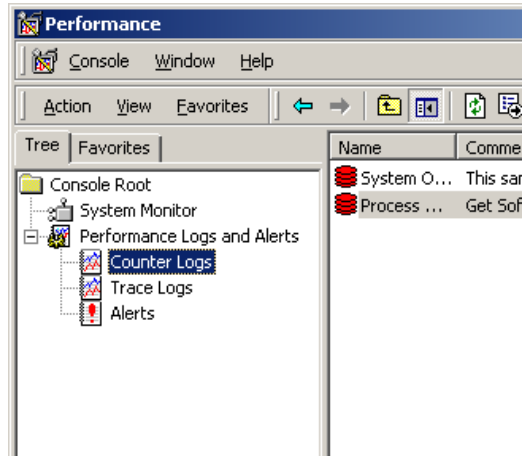 Performance
Console Window Help
Action View Favorites
Tree Favorites
Name Comme
Console Root
System O... This sar
System Monitor
Process ... Get Sof
Performance Logs and Alerts
Counter Logs
Trace Logs
Alerts